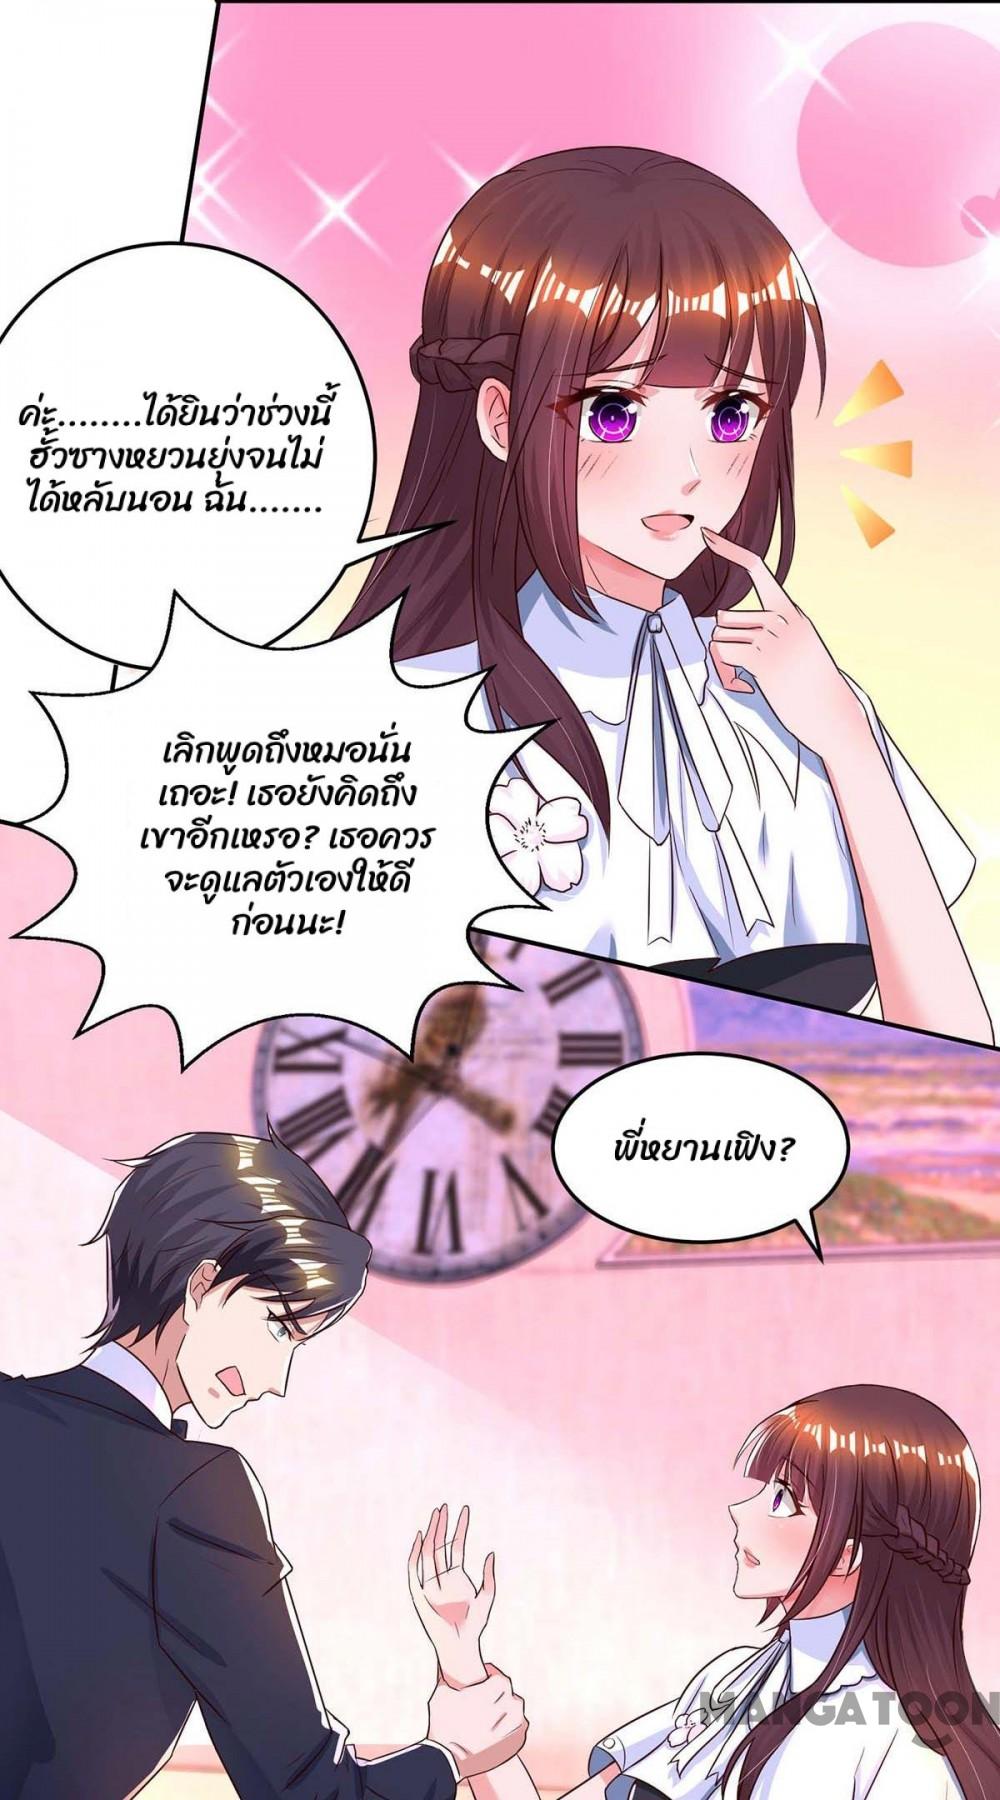 ค่ะ........ได้ยินว่าช่วงนี้
ฮั้วซางหยวนยุ่งจนไม่
ได้หลับนอน ฉัน.......
เลิกพูดถึงหมอนั่น
เถอะ! เธอยังคิดถึง
เขาอีกเหรอ? เธอควร
จะดูแลตัวเองให้ดี
ก่อนนะ!
พี่หยานเฟิง?
MANGATOON